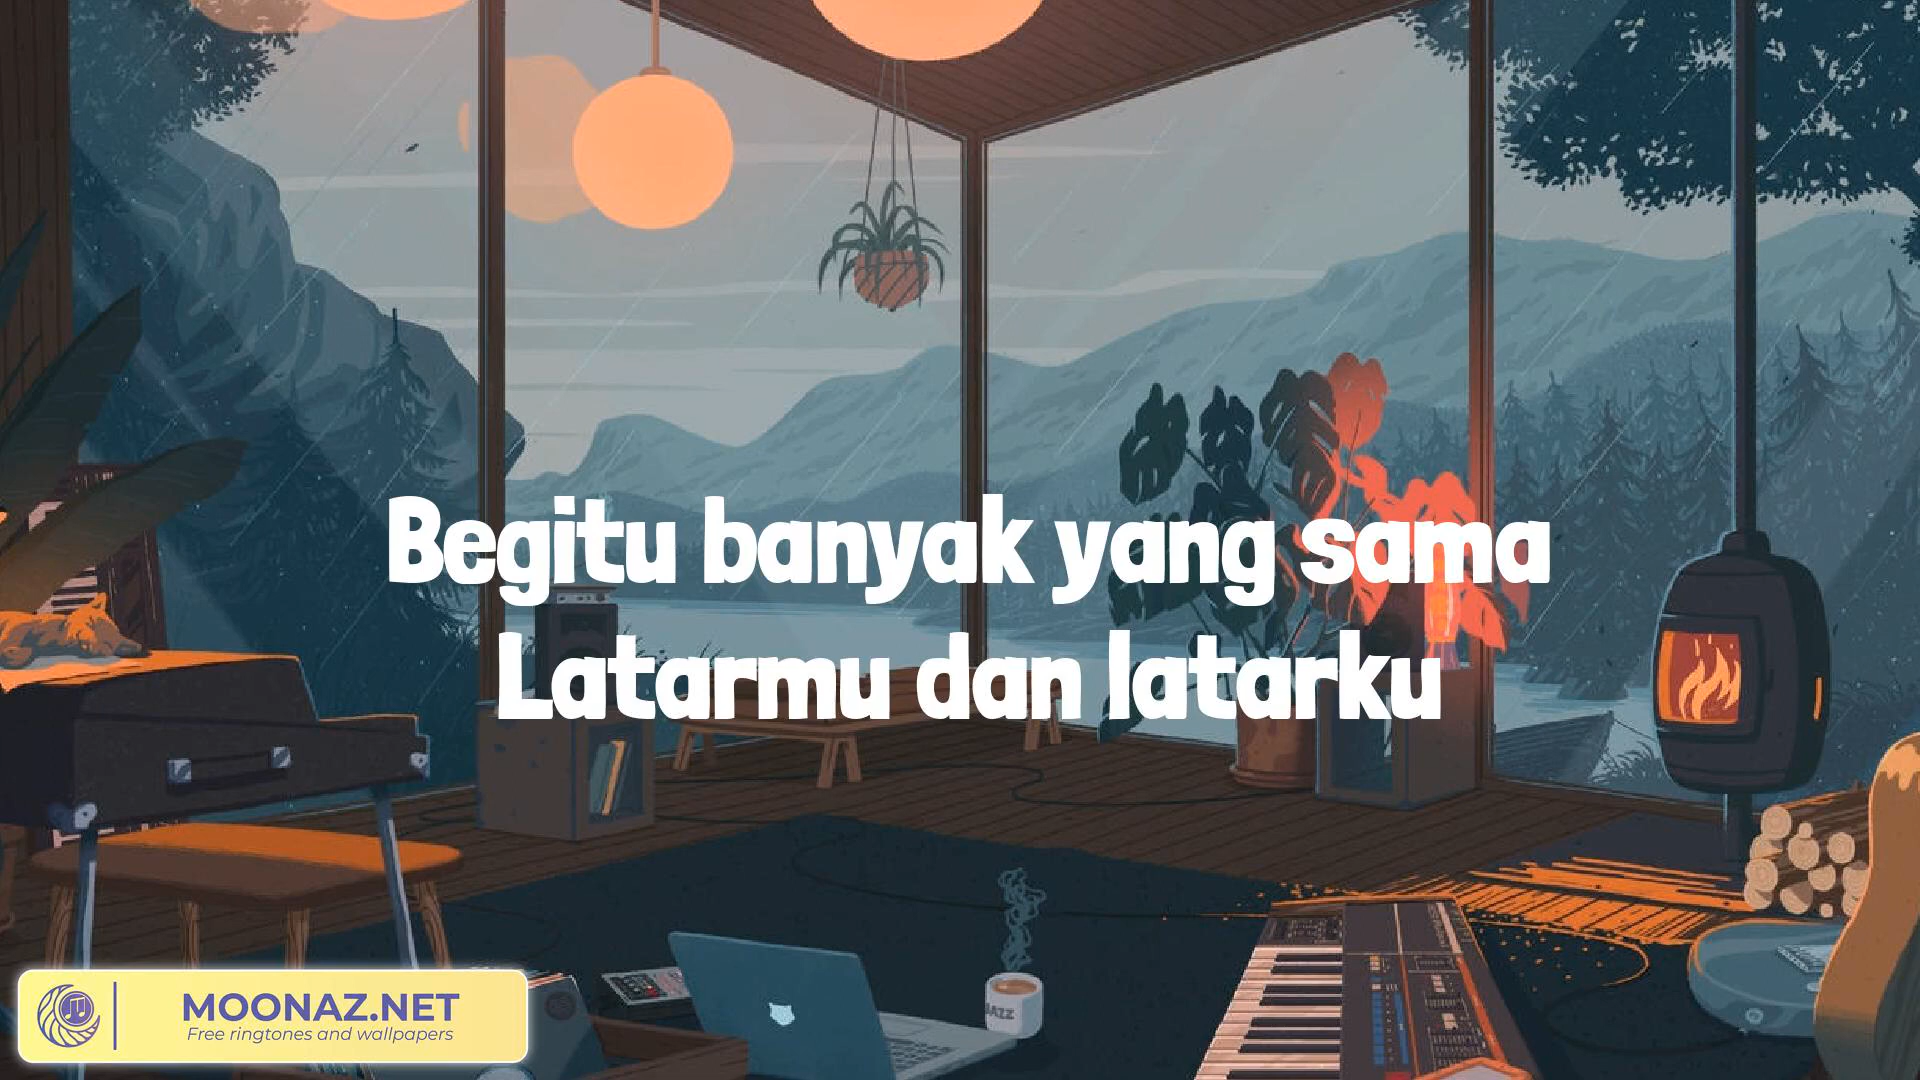 Begitu banyak yang sama
Latarmu dan latarku
JAZZ
MOONAZ.NET
Free ringtones and wallpapers